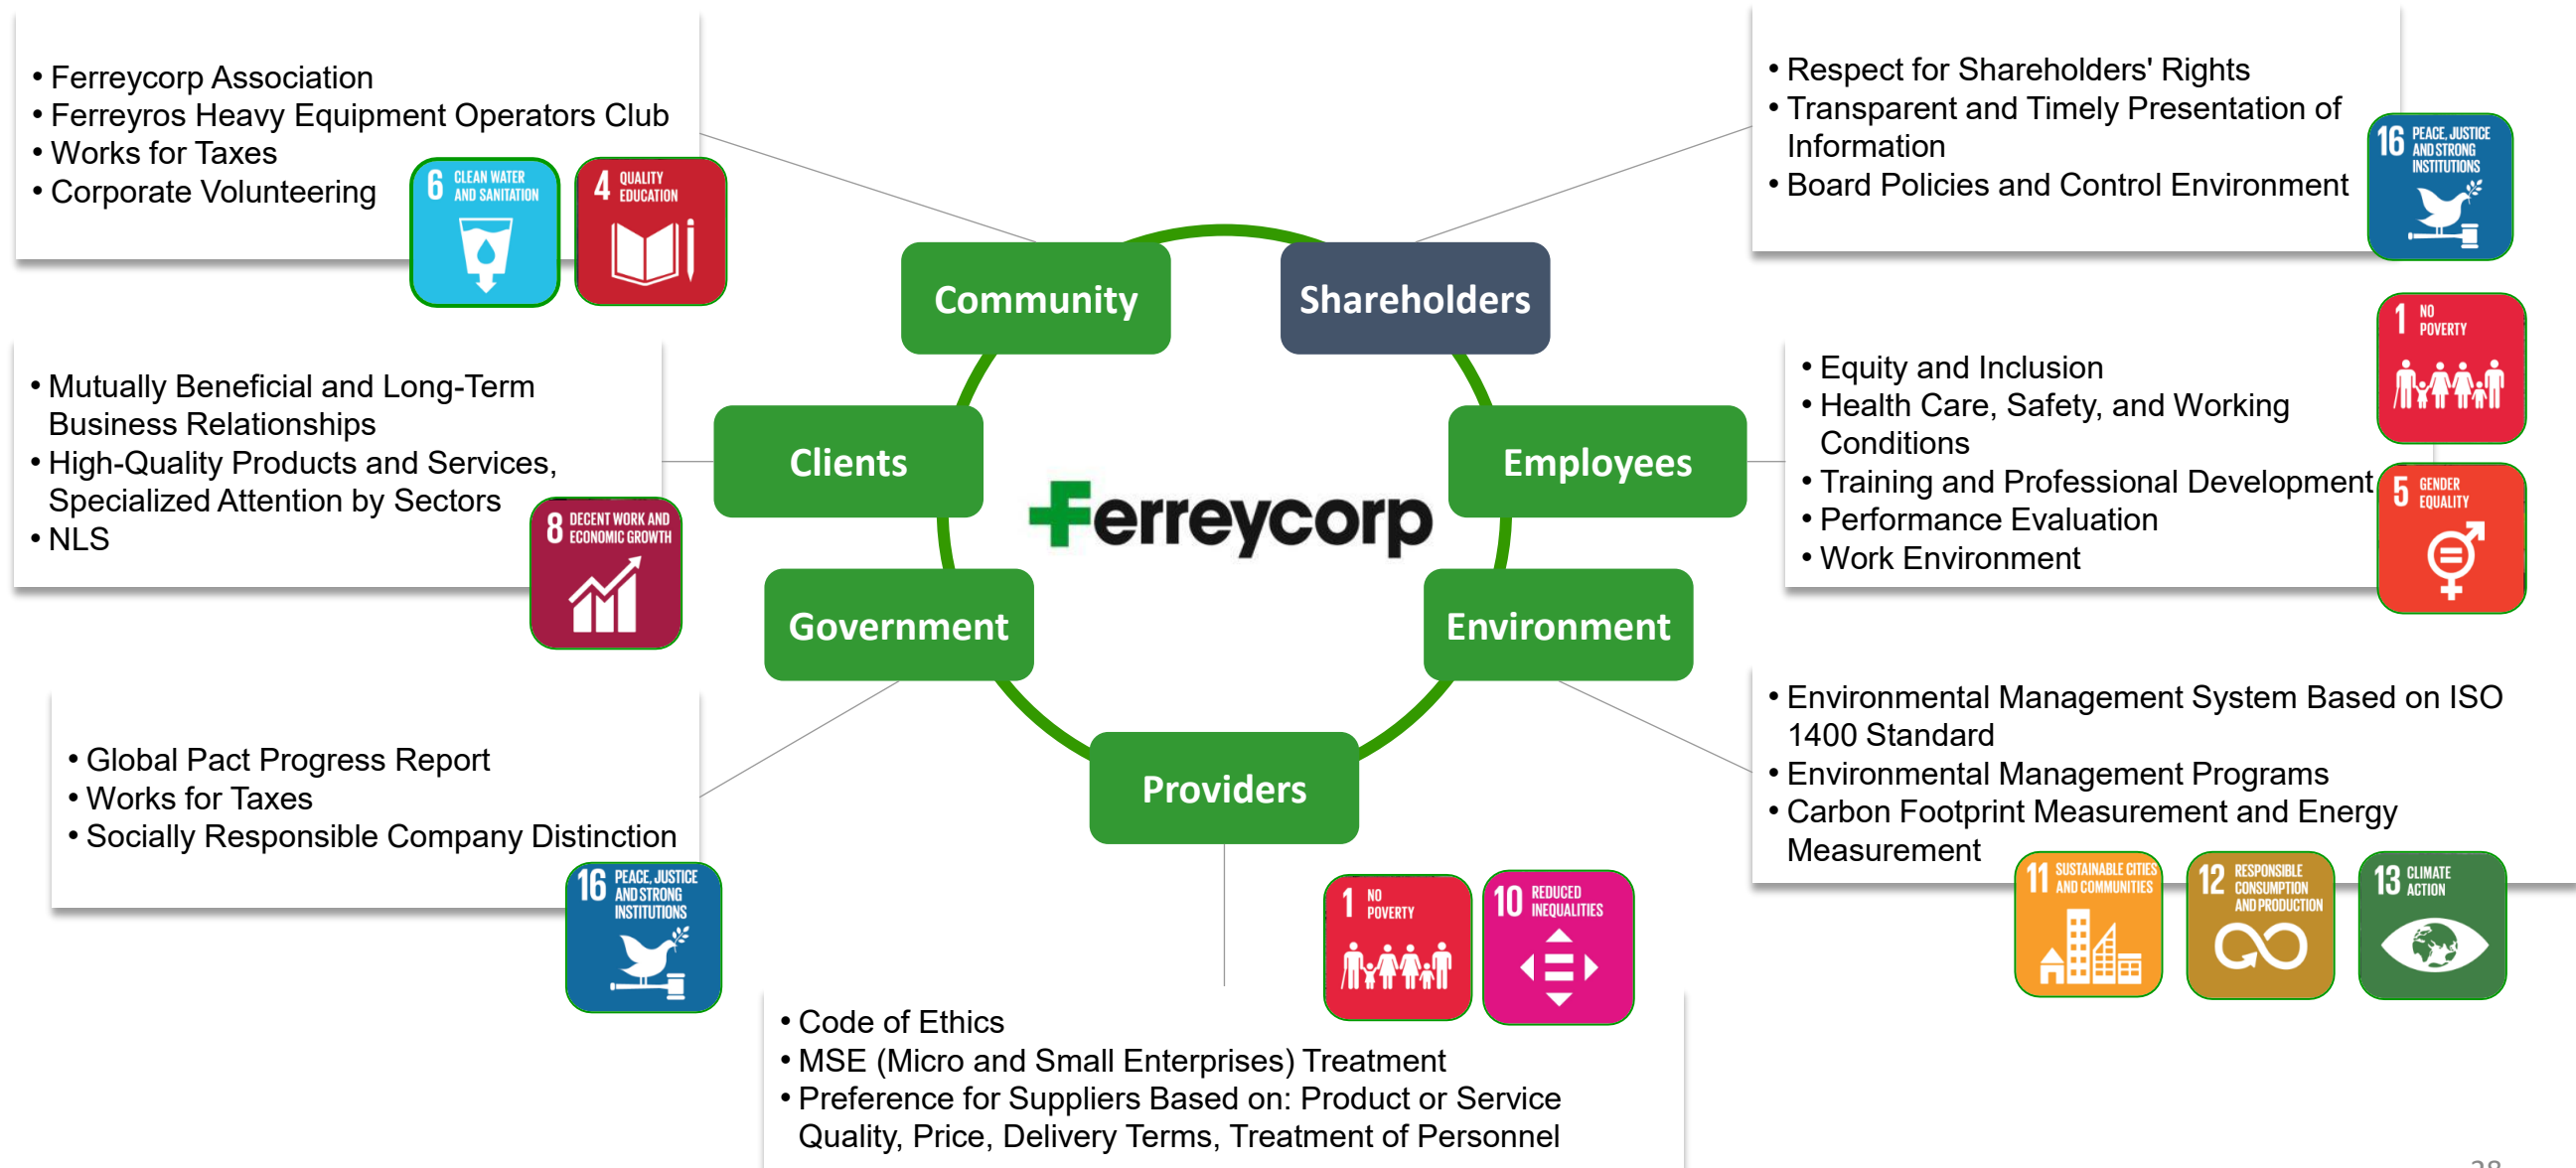 • Ferreycorp Association
• Ferreyros Heavy Equipment Operators Club
• Works for Taxes
• Corporate Volunteering
6 CLEAN WATER
AND SANITATION
4 QUALITY
EDUCATION
• Respect for Shareholders' Rights
• Transparent and Timely Presentation of
Information
• Board Policies and Control Environment
16 PEACE, JUSTICE
AND STRONG
INSTITUTIONS
Community
Shareholders
• Mutually Beneficial and Long-Term
Business Relationships
• High-Quality Products and Services,
Specialized Attention by Sectors
• NLS
8 DECENT WORK AND
ECONOMIC GROWTH
Clients
Employees
Ferreycorp
• Equity and Inclusion
• Health Care, Safety, and Working
Conditions
• Training and Professional Development
• Performance Evaluation
• Work Environment
1 NO
POVERTY
5 GENDER
EQUALITY
Government
Environment
Providers
• Global Pact Progress Report
• Works for Taxes
• Socially Responsible Company Distinction
16 PEACE, JUSTICE
AND STRONG
INSTITUTIONS
• Environmental Management System Based on ISO
1400 Standard
• Environmental Management Programs
• Carbon Footprint Measurement and Energy
Measurement
11 SUSTAINABLE CITIES
AND COMMUNITIES
12 RESPONSIBLE
CONSUMPTION
AND PRODUCTION
13 CLIMATE
ACTION
1 NO
POVERTY
10 REDUCED
INEQUALITIES
• Code of Ethics
• MSE (Micro and Small Enterprises) Treatment
• Preference for Suppliers Based on: Product or Service
Quality, Price, Delivery Terms, Treatment of Personnel